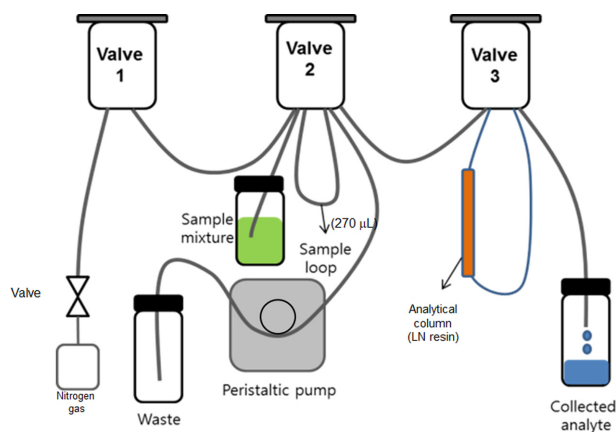 Valve
1
Valve
2
Valve
3
Sample
mixture
(270 µL)
Sample
loop
Valve
Nitrogen
gas
Waste
Peristaltic pump
Analytical
column
(LN resin)
Collected
analyte